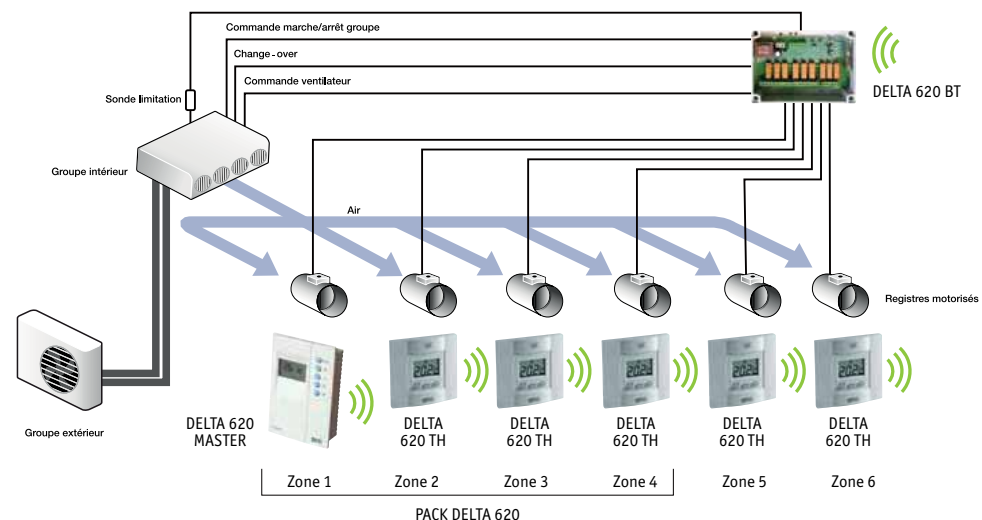 Commande marche/arrêt groupe
Change-over
Commande ventilateur
Sonde limitation
DELTA 620 BT
Groupe intérieur
Air
Registres motorisés
Groupe extérieur
DELTA 620
MASTER
DELTA
620 TH
DELTA
620 TH
DELTA
620 TH
DELTA
620 TH
DELTA
620 TH
Zone 1
Zone 2
Zone 3
Zone 4
Zone 5
Zone 6
PACK DELTA 620